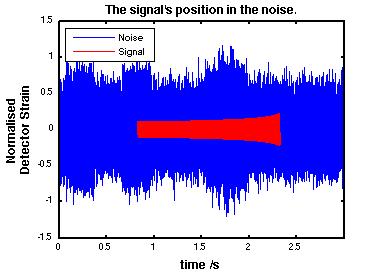 The signal's position in the noise.
Noise
Signal
Normalised
Detector Strain
1.5
1
0.5
0
-0.5
-1
-1.5
0
0.5
1
1.5
2
2.5
time /s